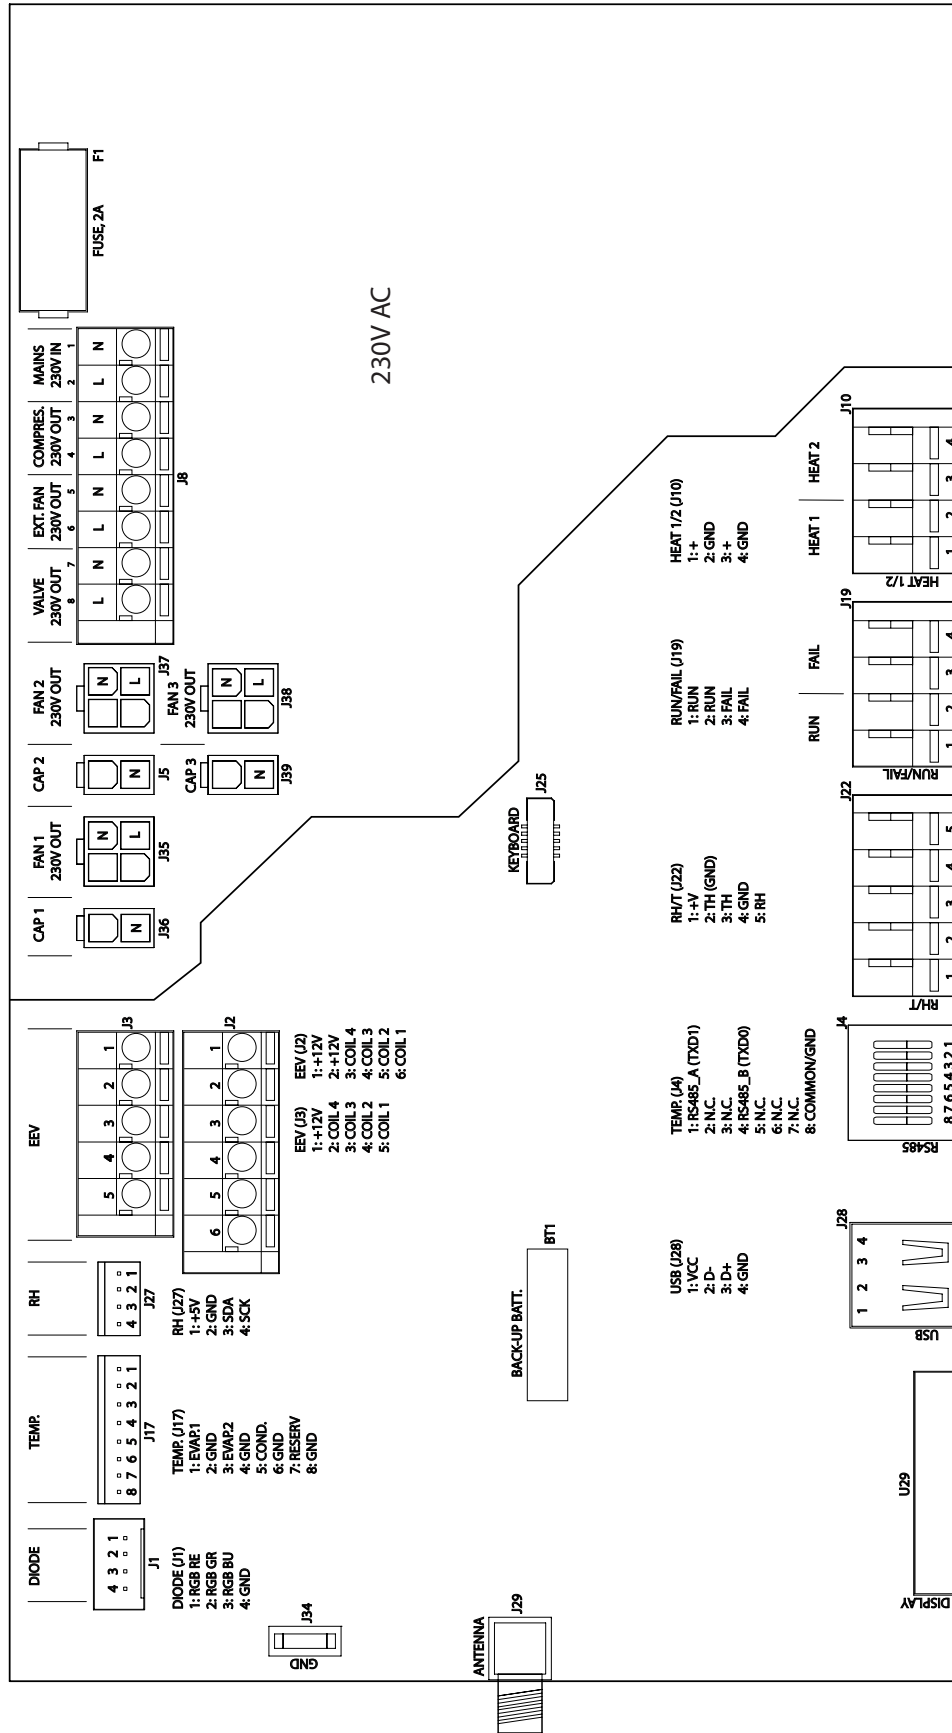 DIODE
4 3 2 1
J1
DIODE (J1)
1: RGB RE
2: RGB GR
3: RGB BU
4: GND
TEMP.
8 7 6 5 4 3 2 1
J17
TEMP. (J17)
1: EVAP.1
2: GND
3: EVAP.2
4: GND
5: COND.
6: GND
7: RESERV
8: GND
RH
4 3 2 1
J27
RH (J27)
1: +5V
2: GND
3: SDA
4: SCK
EEV
5 4 3 2 1
J3
6 5 4 3 2 1
J2
EEV (J3)
1: +12V
2: COIL 4
3: COIL 3
4: COIL 2
5: COIL 1
EEV (J2)
1: +12V
2: +12V
3: COIL 4
4: COIL 3
5: COIL 2
6: COIL 1
CAP 1
N
J36
FAN 1
230V OUT
N
L
J35
CAP 2
N
J5
CAP 3
N
J39
FAN 2
230V OUT
N
L
J37
FAN 3
230V OUT
N
L
J38
VALVE
230V OUT
8 7
EXT. FAN
230V OUT
6 5
COMPRES.
230V OUT
4 3
MAINS
230V IN
2 1
L N L N L N L N
J8
FUSE, 2A
F1
230V AC
GND
J34
ANTENNA
J29
BACK-UP BATT.
BT1
KEYBOARD
J25
USB (J28)
1: VCC
2: D-
3: D+
4: GND
TEMP. (J4)
1: RS485_A (TXD1)
2: N.C.
3: N.C.
4: RS485_B (TXD0)
5: N.C.
6: N.C.
7: N.C.
8: COMMON/GND
RH/T (J22)
1: +V
2: TH (GND)
3: TH
4: GND
5: RH
RUN/FAIL (J19)
1: RUN
2: RUN
3: FAIL
4: FAIL
HEAT 1/2 (J10)
1: +
2: GND
3: +
4: GND
U29
DISPLAY
J28
1 2 3 4
USB
J4
8 7 6 5 4 3 2 1
RS485
J22
1 2 3 4 5
RH/T
RUN FAIL
J19
1 2 3 4
RUN/FAIL
HEAT 1 HEAT 2
J10
1 2 3 4
HEAT 1/2